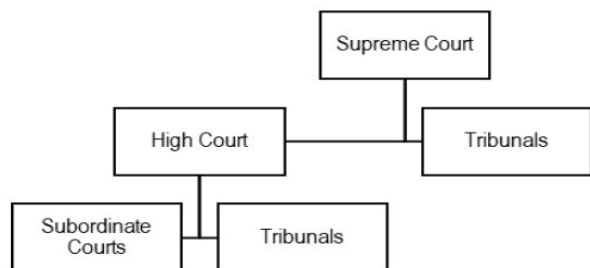 Supreme Court
High Court
Tribunals
Subordinate
Courts
Tribunals